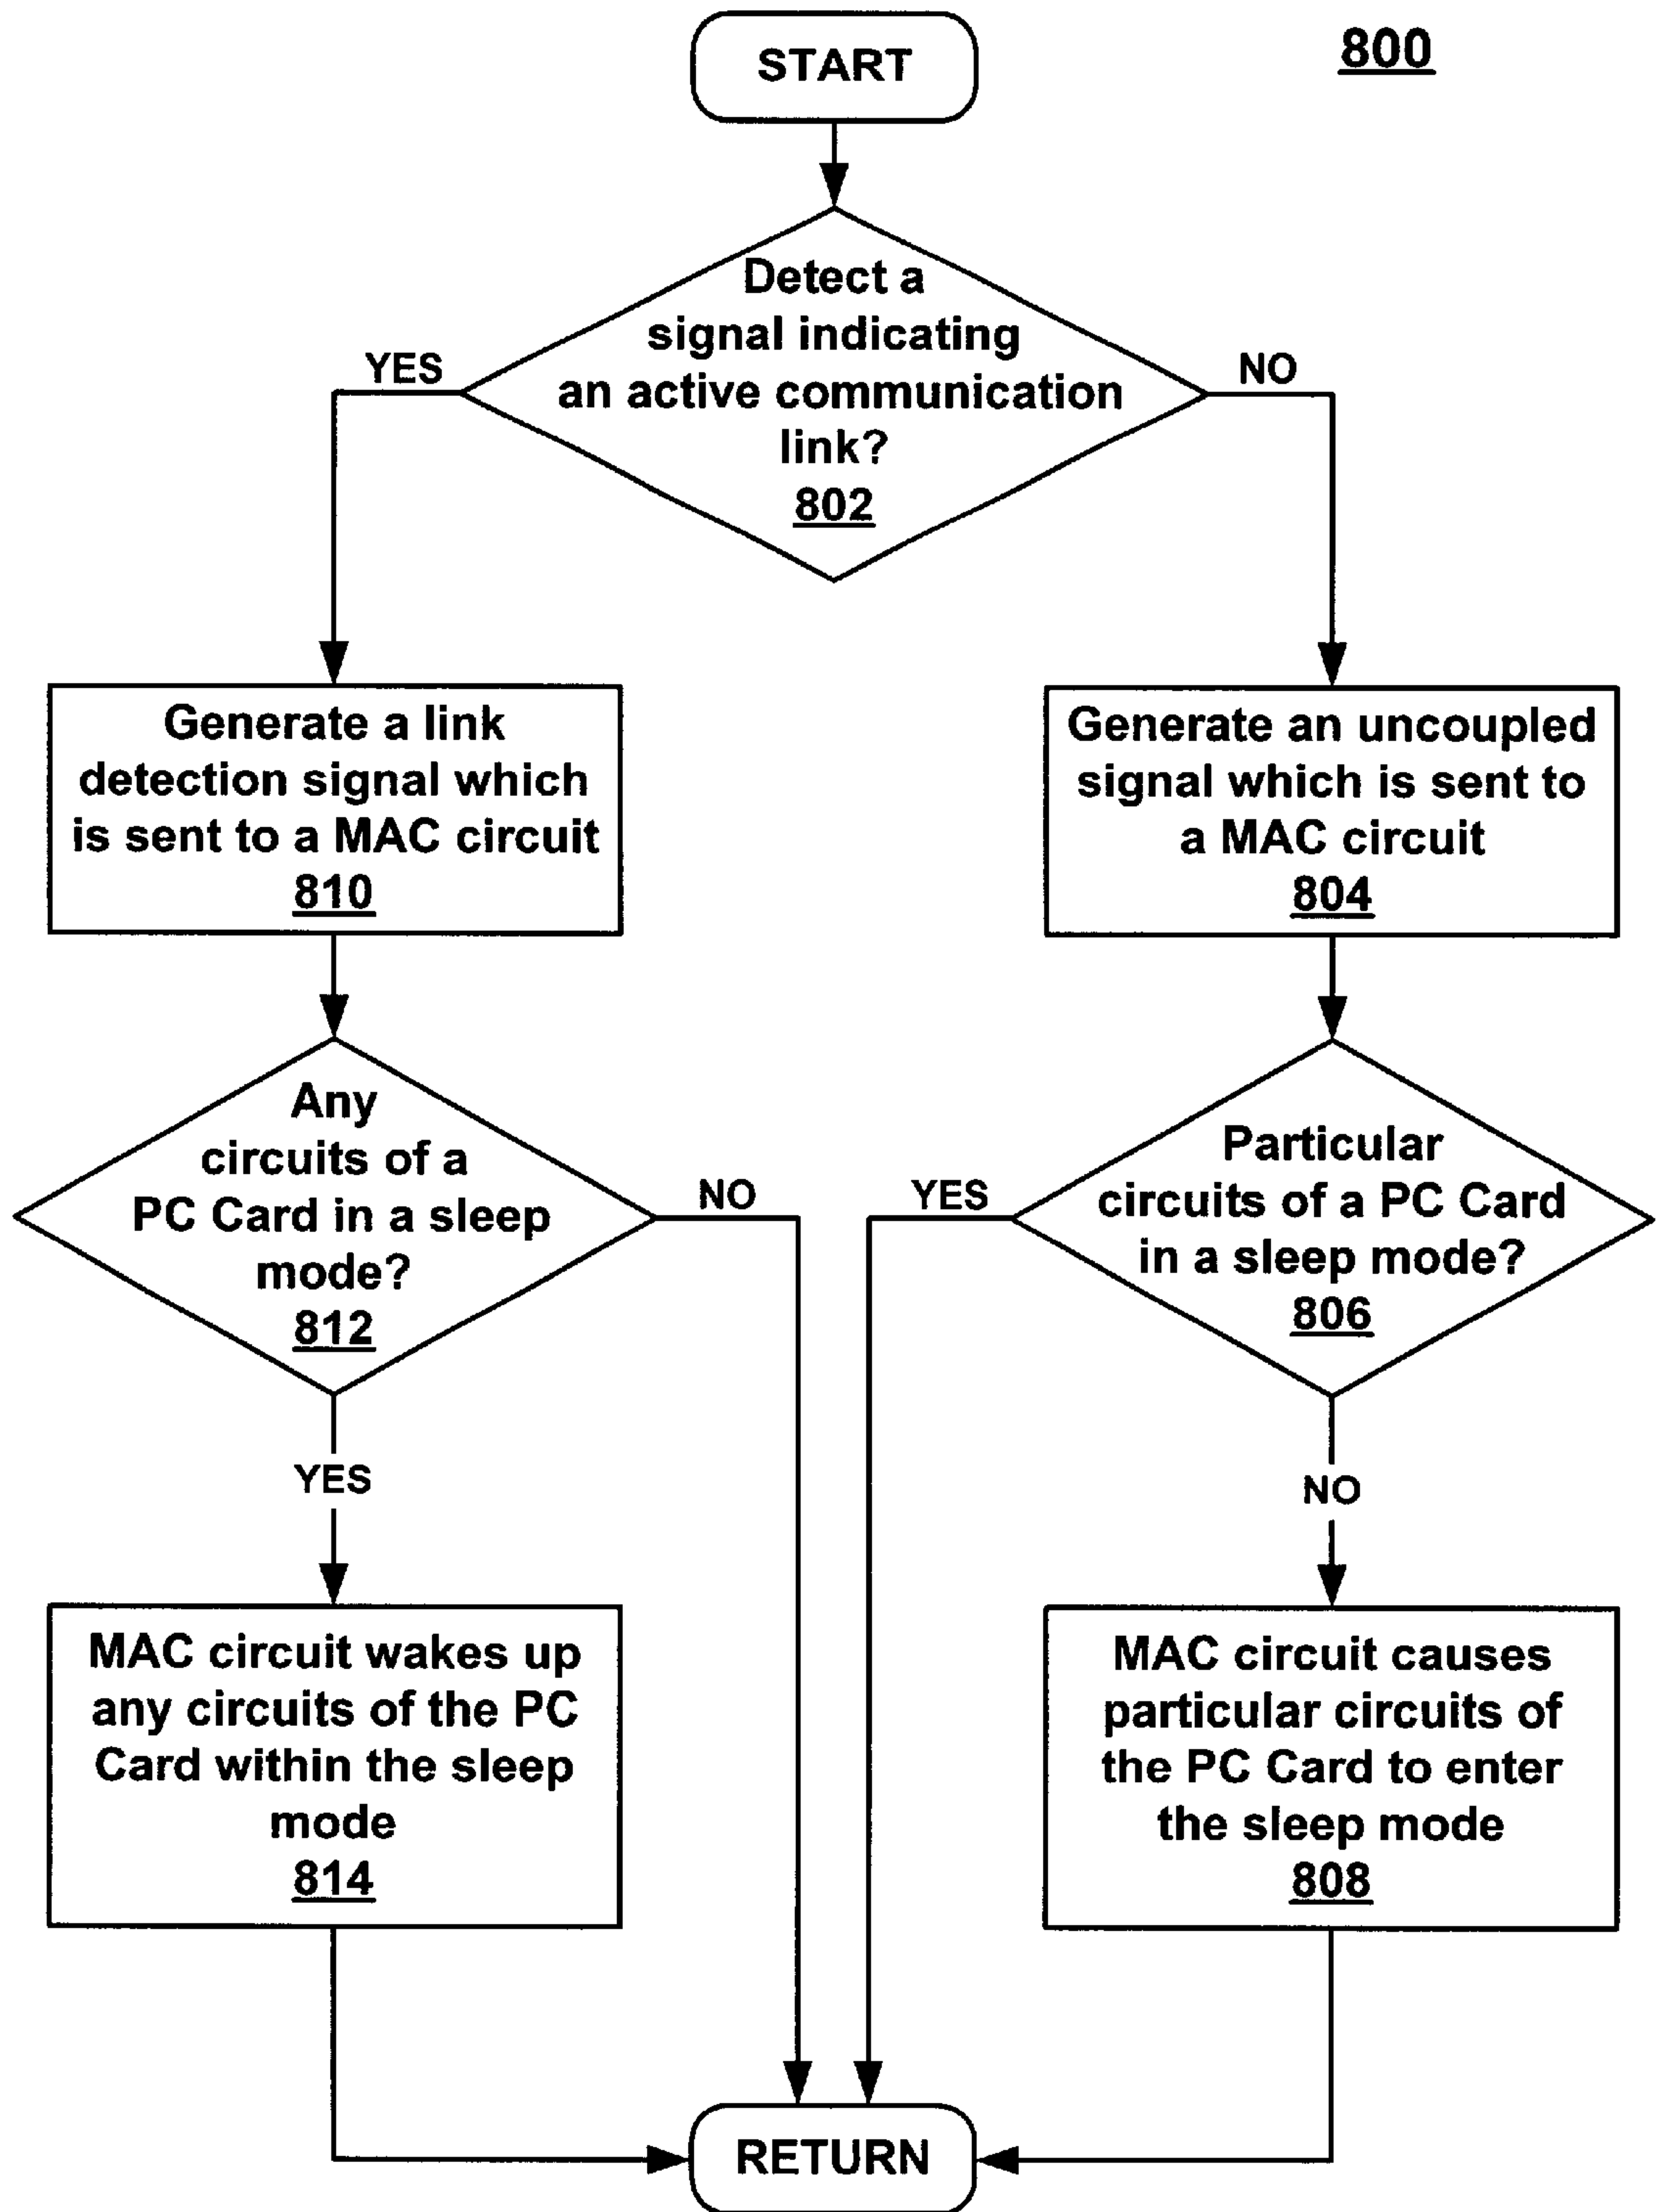 START
800
Detect a
signal indicating
an active communication
link?
802
YES
NO
Generate a link
detection signal which
is sent to a MAC circuit
810
Generate an uncoupled
signal which is sent to
a MAC circuit
804
Any
circuits of a
PC Card in a sleep
mode?
812
NO
YES
Particular
circuits of a PC Card
in a sleep mode?
806
YES
NO
MAC circuit wakes up
any circuits of the PC
Card within the sleep
mode
814
MAC circuit causes
particular circuits of
the PC Card to enter
the sleep mode
808
RETURN